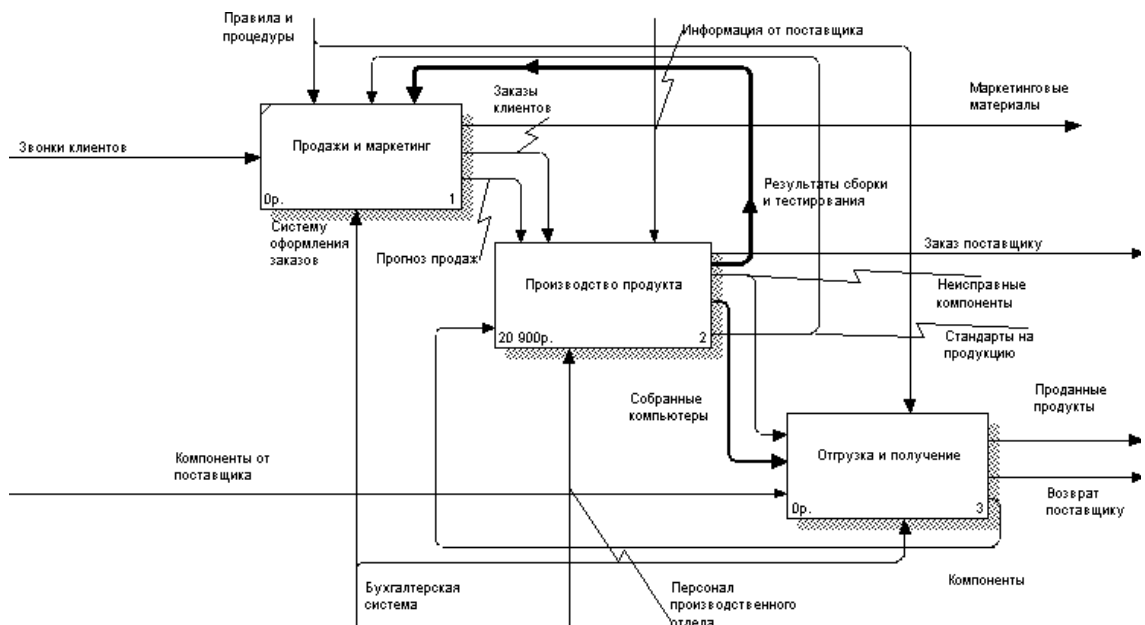 Правила и
процедуры
Информация от поставщика
Заказы
клиентов
Маркетинговые
материалы
Звонки клиентов
Продажи и маркетинг
0р.
1
Результаты сборки
и тестирования
Систему
оформления
заказов
Прогноз продаж
Заказ поставщику
Производство продукта
20 900р.
2
Неисправные
компоненты
Стандарты на
продукцию
Собранные
компьютеры
Проданные
продукты
Компоненты от
поставщика
Отгрузка и получение
0р.
3
Возврат
поставщику
Бухгалтерская
система
Персонал
производственного
отдела
Компоненты